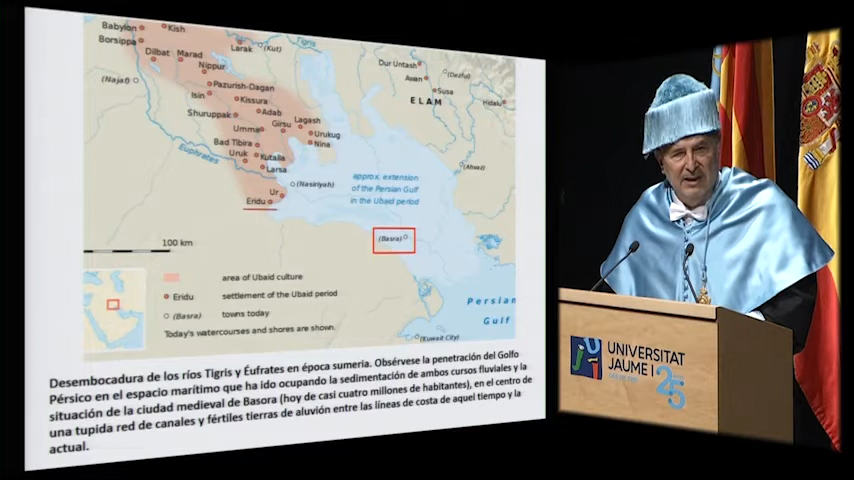 Babylon
Kish
Borsippa
Larak
(Kut)
Tigris
Dilbat
Marad
Nippur
Dur Untash
(Dezful)
Awan
Susa
(Najaf)
Pazurish-Dagan
Isin
Kissura
ELAM
Hidalu
Shuruppak
Adab
Lagash
Umma
Girsu
Urukug
Bad Tibira
Nina
Euphrates
Uruk
Kutalla
Larsa
(Ahwaz)
(Nasiriyah)
approx. extension
of the Persian Gulf
in the Ubaid period
Ur
Eridu
(Basra)
100 km
area of Ubaid culture
Eridu
settlement of the Ubaid period
(Basra)
towns today
Today's watercourses and shores are shown.
Persian
Gulf
(Kuwait City)
Desembocadura de los ríos Tigris y Éufrates en época sumeria. Obsérvese la penetración del Golfo
Pérsico en el espacio marítimo que ha ido ocupando la sedimentación de ambos cursos fluviales y la
situación de la ciudad medieval de Basora (hoy de casi cuatro millones de habitantes), en el centro de
una tupida red de canales y fértiles tierras de aluvión entre las líneas de costa de aquel tiempo y la
actual.
UNIVERSITAT
JAUME I
25